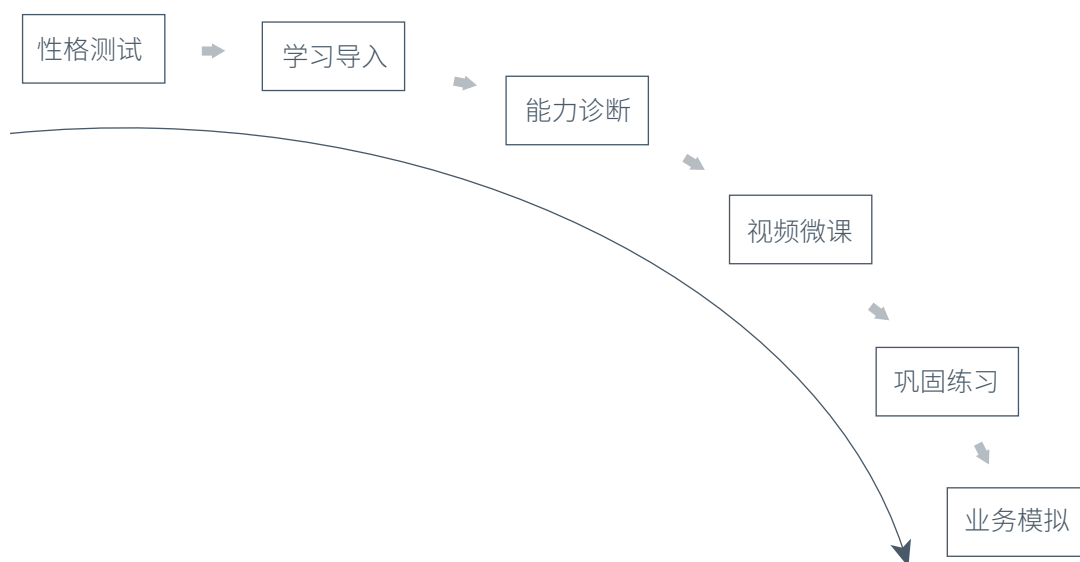 性格测试
学习导入
能力诊断
视频微课
巩固练习
业务模拟